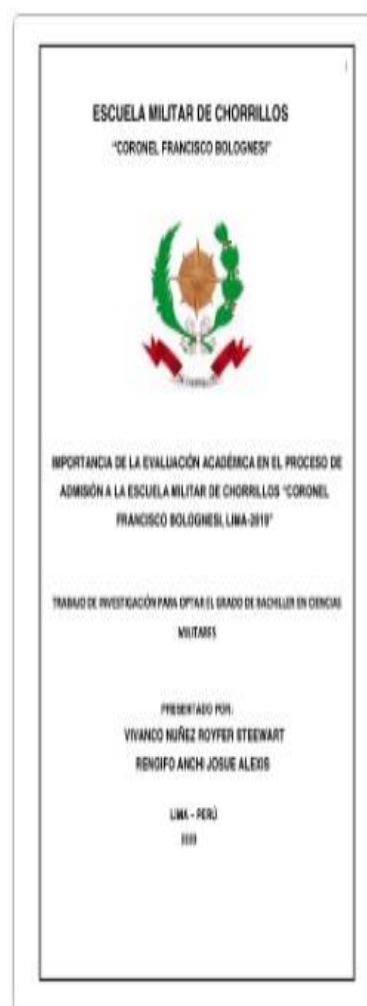 ESCUELA MILITAR DE CHORRILLOS
"CORONEL FRANCISCO BOLOGNESI"
IMPORTANCIA DE LA EVALUACIÓN ACADÉMICA EN EL PROCESO DE
ADMISIÓN A LA ESCUELA MILITAR DE CHORRILLOS "CORONEL
FRANCISCO BOLOGNESI, LIMA-2019"
TRABAJO DE INVESTIGACIÓN PARA OPTAR EL GRADO DE BACHILLER EN CIENCIAS
MILITARES
PRESENTADO POR:
VIVANCO NUÑEZ ROYFER STEEWART
RENGIFO ANCHI JOSUE ALEXIS
LIMA – PERÚ